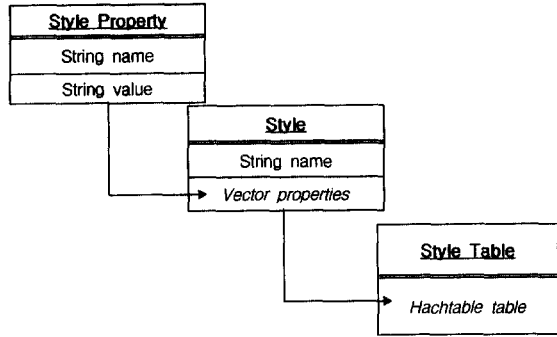 Style Property
String name
String value
Style
String name
Vector properties
Style Table
Hachtable table